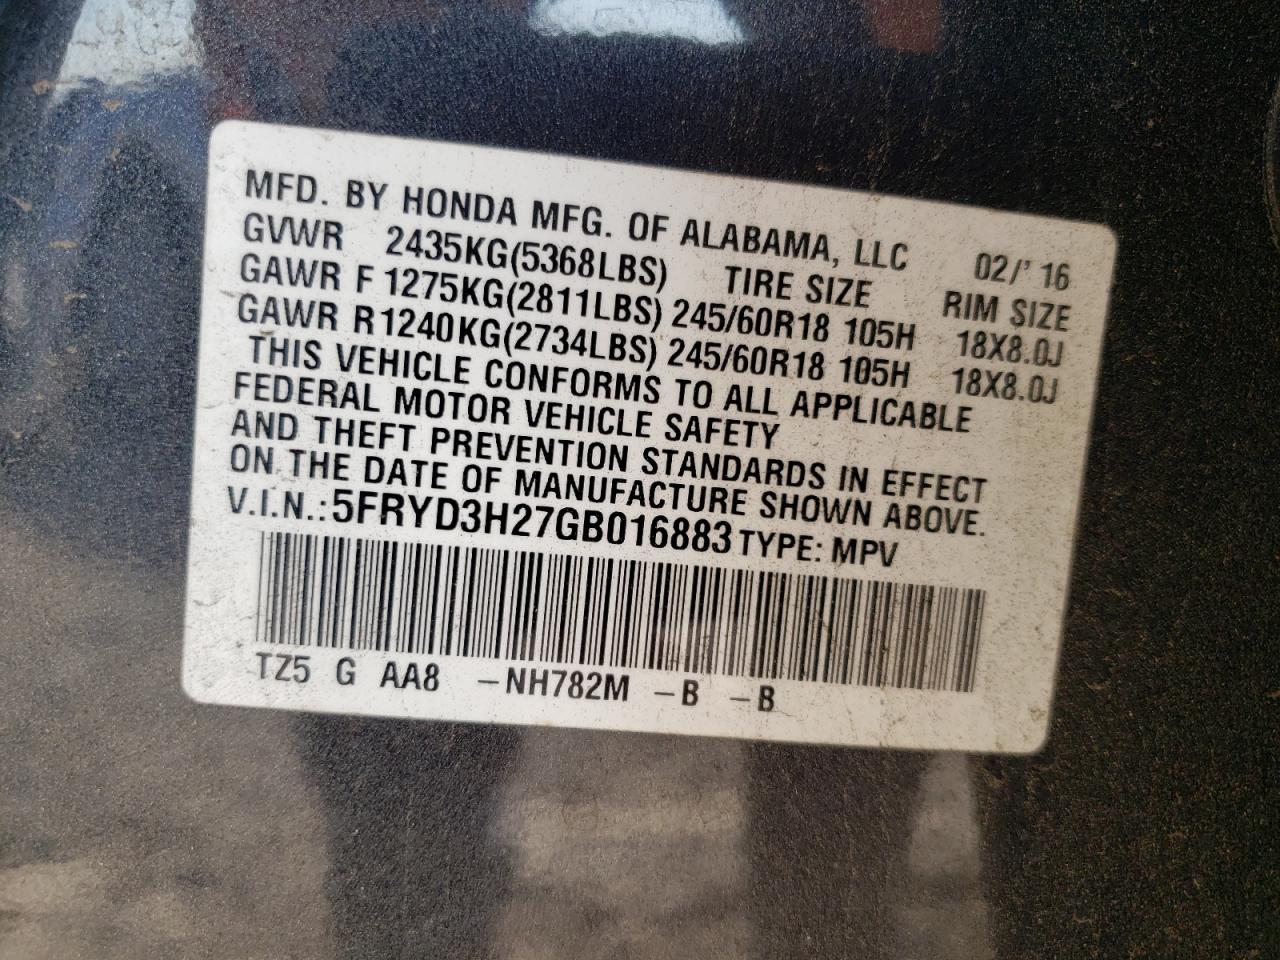 MFD. BY HONDA MFG. OF ALABAMA, LLC 02/' 16
GVWR 2435KG(5368LBS) TIRE SIZE RIM SIZE
GAWR F 1275KG(2811LBS) 245/60R18 105H 18X8.0J
GAWR R1240KG(2734LBS) 245/60R18 105H 18X8.0J
THIS VEHICLE CONFORMS TO ALL APPLICABLE
FEDERAL MOTOR VEHICLE SAFETY
AND THEFT PREVENTION STANDARDS IN EFFECT
ON THE DATE OF MANUFACTURE SHOWN ABOVE.
V.I.N.:5FRYD3H27GB016883 TYPE: MPV
TZ5 G AA8 -NH782M -B -B